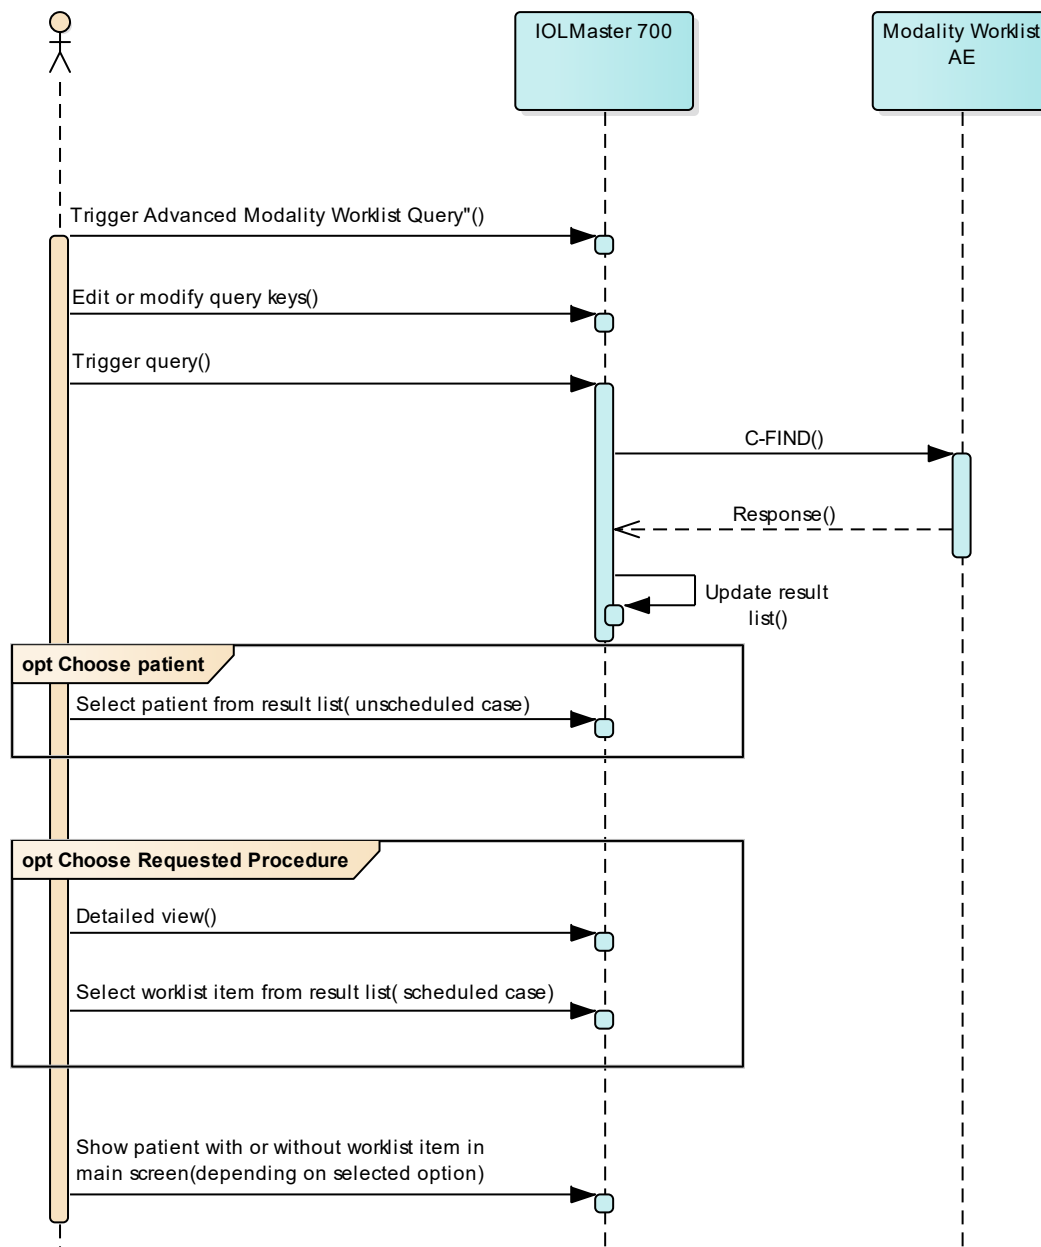 IOLMaster 700
Modality Worklist
AE
Trigger Advanced Modality Worklist Query"()
Edit or modify query keys()
Trigger query()
C-FIND()
Response()
Update result
list()
opt Choose patient
Select patient from result list( unscheduled case)
opt Choose Requested Procedure
Detailed view()
Select worklist item from result list( scheduled case)
Show patient with or without worklist item in
main screen(depending on selected option)